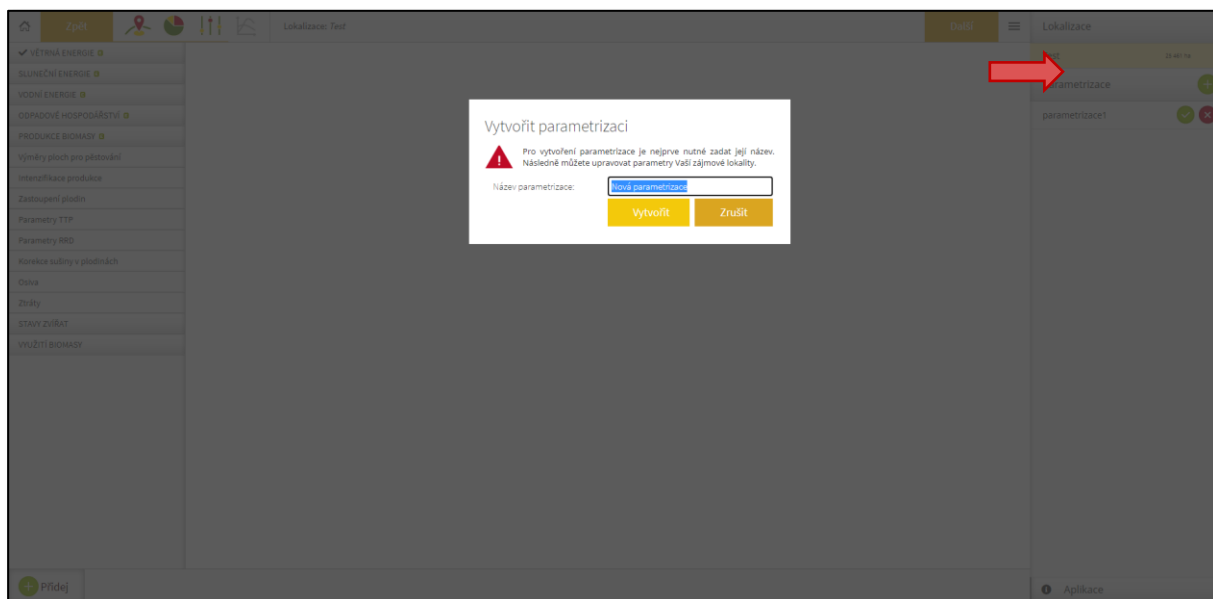 Zpět
Lokalizace: Test
Další
Lokalizace
VĚTRNÁ ENERGIE
SLUNEČNÍ ENERGIE
VODNÍ ENERGIE
ODPADOVÉ HOSPODÁŘSTVÍ
PRODUKCE BIOMASY
Výměry ploch pro pěstování
Intenzifikace produkce
Zastoupení plodin
Parametry TTP
Parametry RRD
Korekce sušiny v plodinách
Osiva
Ztráty
STAVY ZVÍŘAT
VYUŽITÍ BIOMASY
Vytvořit parametrizaci
Pro vytvoření parametrizace je nejprve nutné zadat její název.
Následně můžete upravovat parametry Vaší zájmové lokality.
Název parametrizace:
Nová parametrizace
Vytvořit
Zrušit
parametrizace1
Přidej
Aplikace